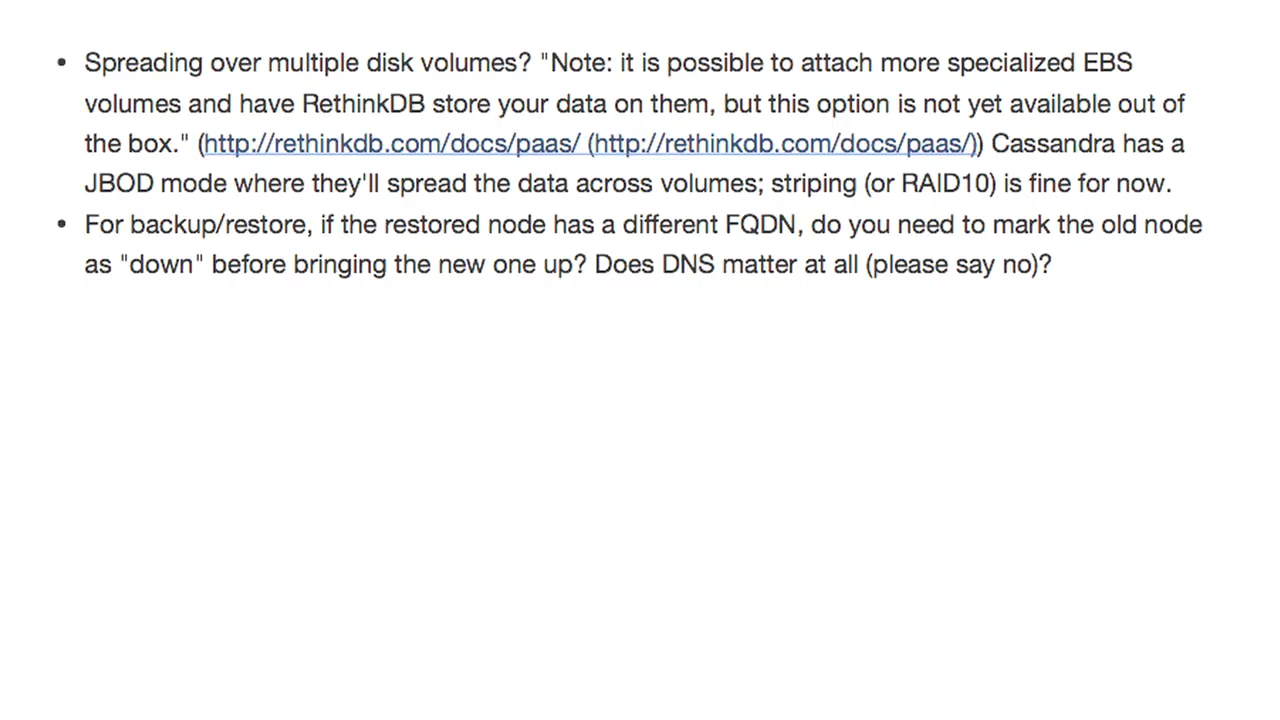 • Spreading over multiple disk volumes? "Note: it is possible to attach more specialized EBS
volumes and have RethinkDB store your data on them, but this option is not yet available out of
the box." (http://rethinkdb.com/docs/paas/ (http://rethinkdb.com/docs/paas/)) Cassandra has a
JBOD mode where they'll spread the data across volumes; striping (or RAID10) is fine for now.
• For backup/restore, if the restored node has a different FQDN, do you need to mark the old node
as "down" before bringing the new one up? Does DNS matter at all (please say no)?